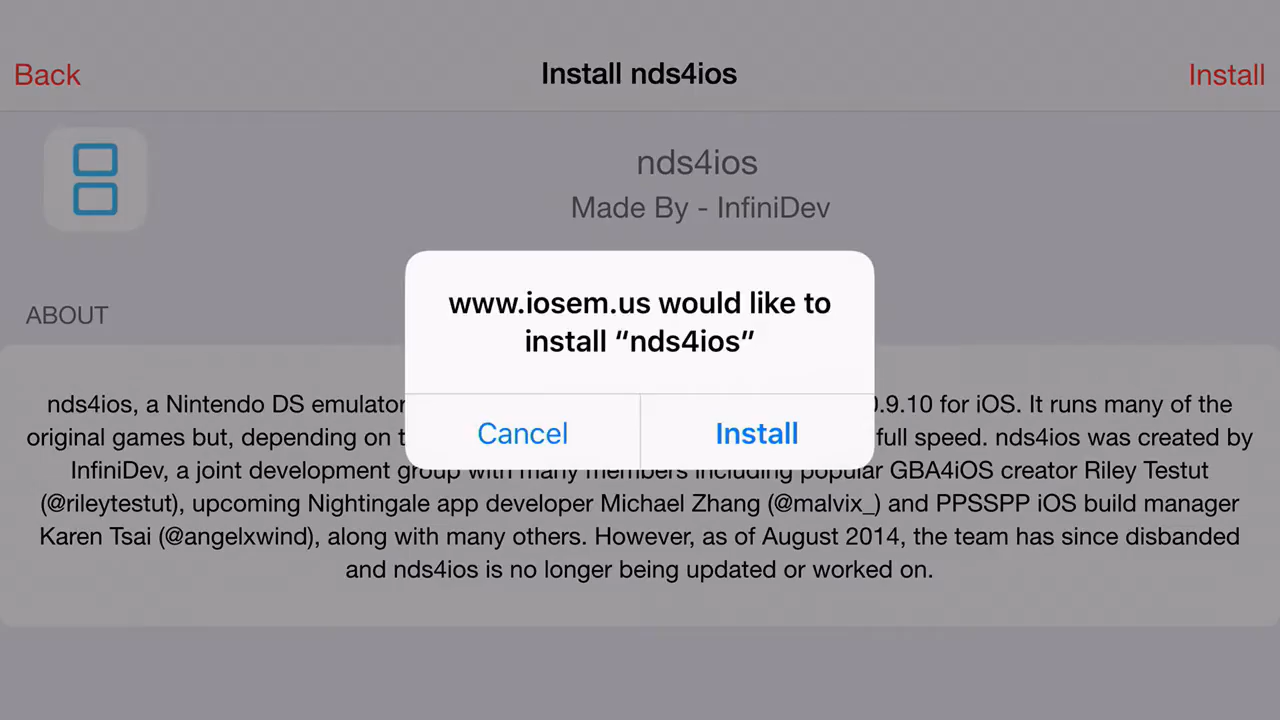 Back
Install nds4ios
Install
nds4ios
Made By - InfiniDev
www.iosem.us would like to
install “nds4ios”
Cancel
Install
ABOUT
nds4ios, a Nintendo DS emulator 0.9.10 for iOS. It runs many of the
original games but, depending on t full speed. nds4ios was created by
InfiniDev, a joint development group with many members including popular GBA4iOS creator Riley Testut
(@rileytestut), upcoming Nightingale app developer Michael Zhang (@malvix_) and PPSSPP iOS build manager
Karen Tsai (@angelxwind), along with many others. However, as of August 2014, the team has since disbanded
and nds4ios is no longer being updated or worked on.